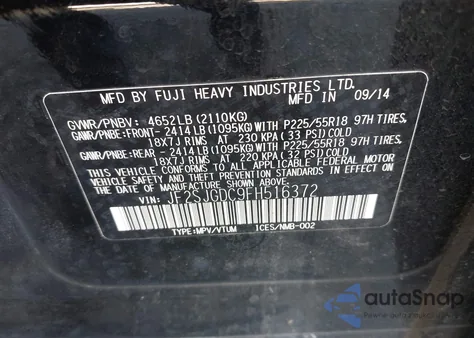 MFD BY FUJI HEAVY INDUSTRIES LTD.
MFD IN 09/14
GVWR/PNBV: 4652LB(2110KG)
GAWR/PNBE:FRONT- 2414LB(1095KG)WITH P225/55R18 97H TIRES,
18X7J RIMS, AT 230 KPA(33 PSI)COLD
GAWR/PNBE:REAR - 2414LB(1095KG)WITH P225/55R18 97H TIRES,
18X7J RIMS, AT 220 KPA(32 PSI)COLD
THIS VEHICLE CONFORMS TO ALL APPLICABLE FEDERAL MOTOR VEHICLE
SAFETY, BUMPER, AND THEFT PREVENTION STANDARDS IN EFFECT
ON THE DATE OF MANUFACTURE SHOWN ABOVE.
VIN: JF2SJGDC9FH516372
TYPE:MPV/VTUM ICES/NMB-002
autoSnap